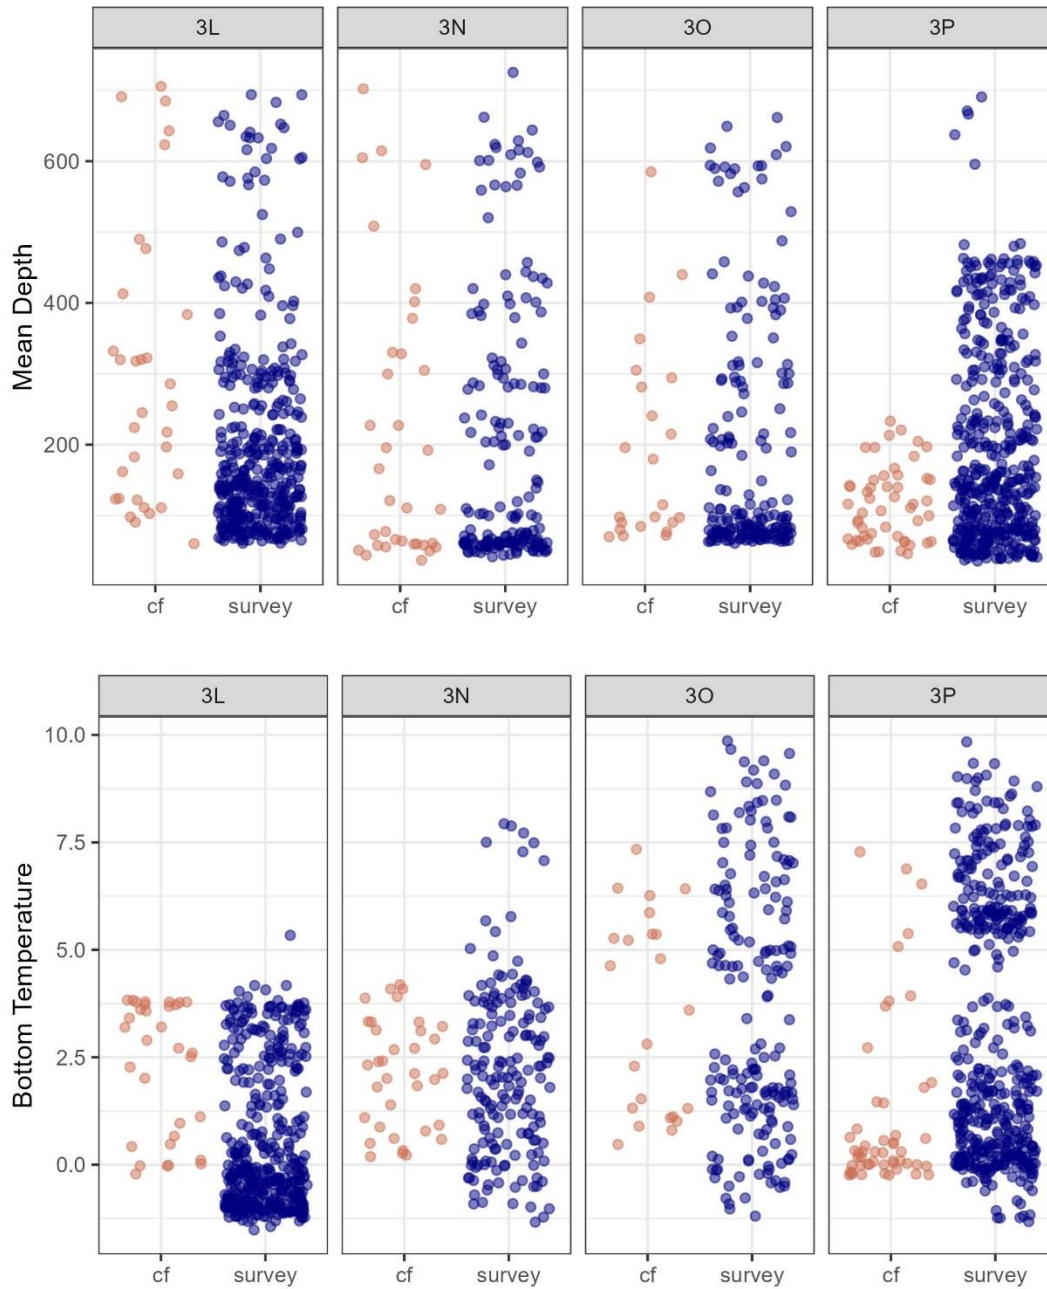 3L 3N 3O 3P
Mean Depth
600
400
200
cf survey cf survey cf survey cf survey
3L 3N 3O 3P
Bottom Temperature
10.0
7.5
5.0
2.5
0.0
cf survey cf survey cf survey cf survey